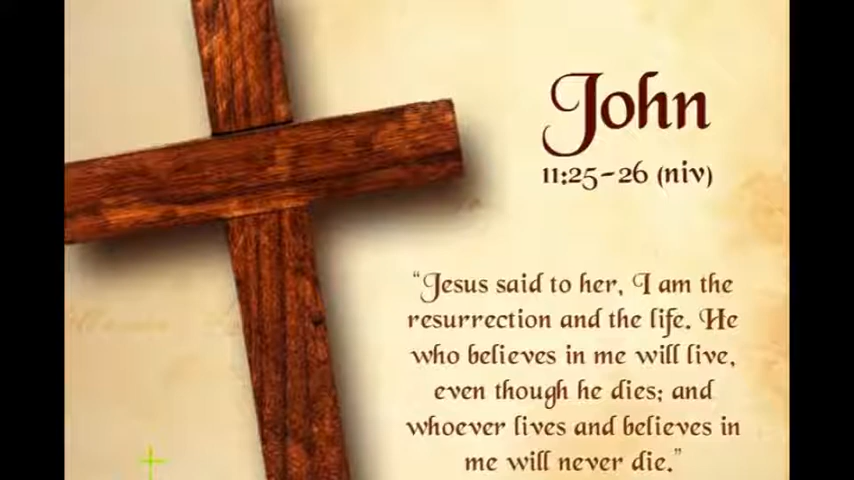 John
11:25-26 (niv)
"Jesus said to her, I am the
resurrection and the life. He
who believes in me will live,
even though he dies; and
whoever lives and believes in
me will never die."